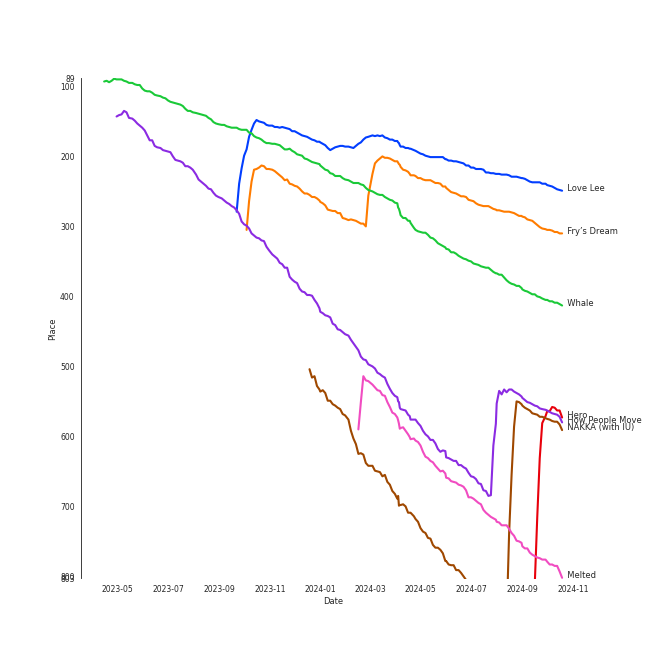 89
100
200
300
400
500
600
700
800
803
Place
Love Lee
Fry's Dream
Whale
Hero
How People Move
NAKKA (with IU)
Melted
2023-05
2023-07
2023-09
2023-11
2024-01
2024-03
2024-05
2024-07
2024-09
2024-11
Date